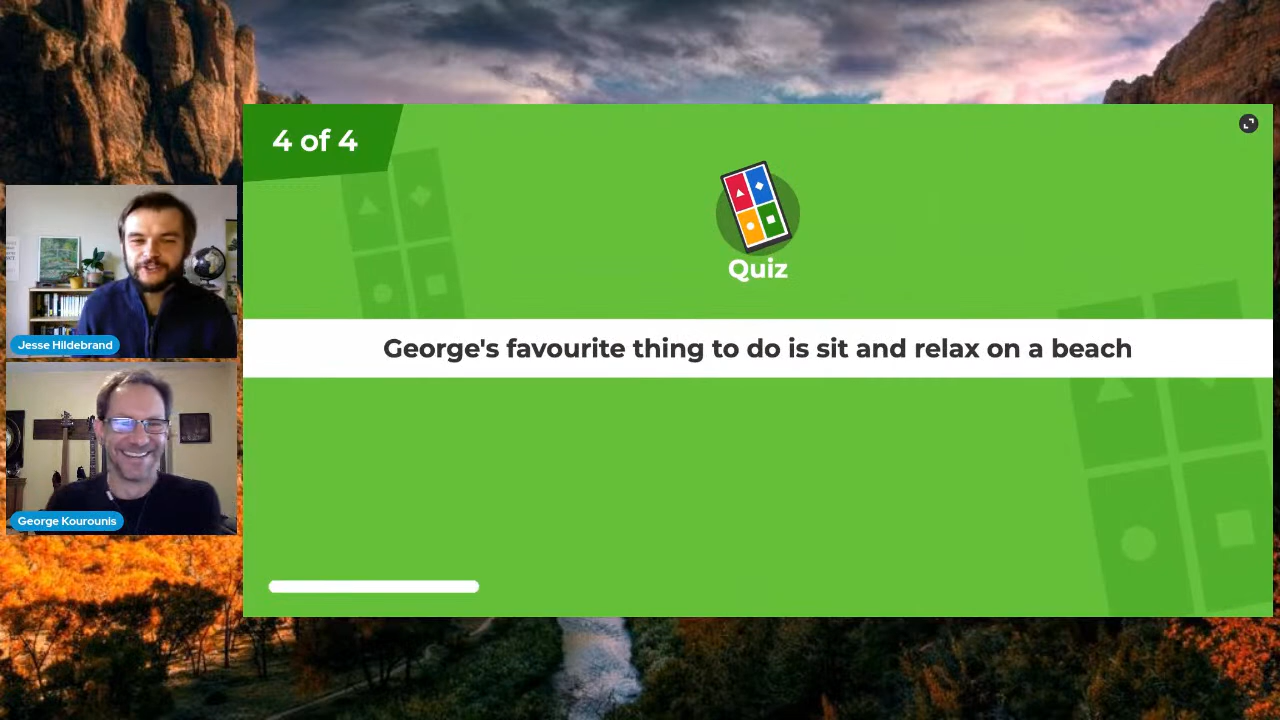 4 of 4
Quiz
George's favourite thing to do is sit and relax on a beach
Jesse Hildebrand
George Kourounis